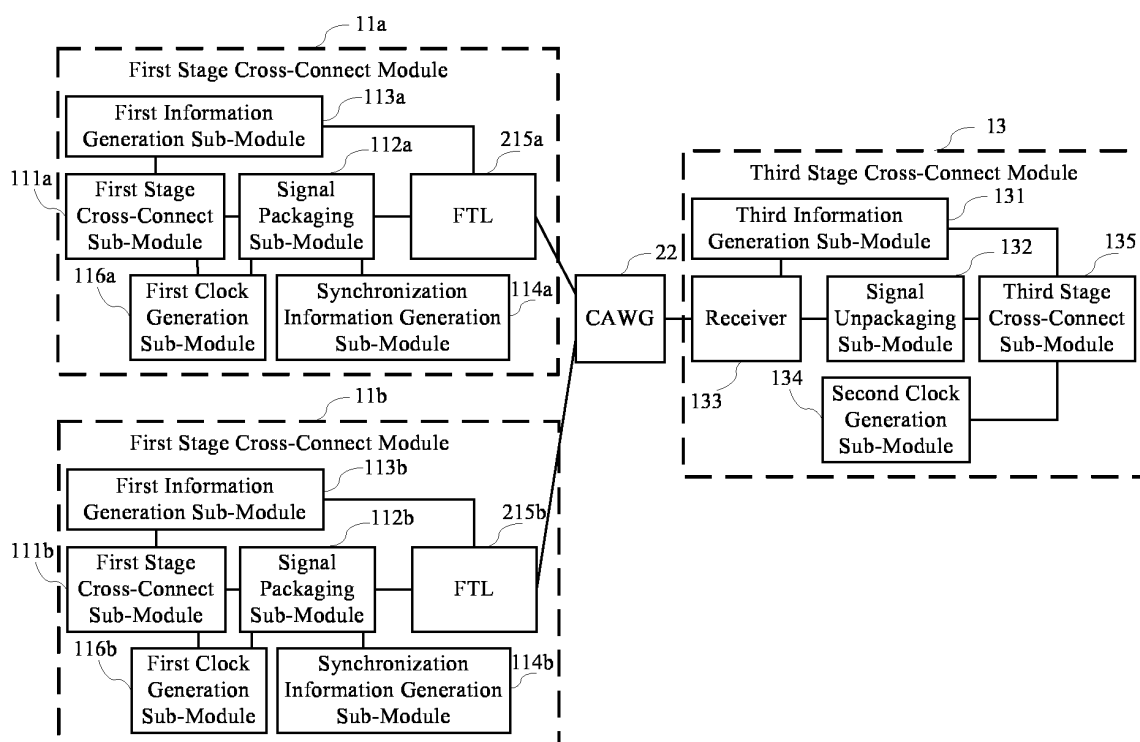 11a
First Stage Cross-Connect Module
113a
First Information
Generation Sub-Module
112a
215a
111a
First Stage
Cross-Connect
Sub-Module
Signal
Packaging
Sub-Module
FTL
116a
First Clock
Generation
Sub-Module
Synchronization
Information Generation
Sub-Module
114a
22
CAWG
13
Third Stage Cross-Connect Module
131
Third Information
Generation Sub-Module
132
135
Receiver
Signal
Unpackaging
Sub-Module
Third Stage
Cross-Connect
Sub-Module
133
134
Second Clock
Generation
Sub-Module
11b
First Stage Cross-Connect Module
113b
First Information
Generation Sub-Module
112b
215b
111b
First Stage
Cross-Connect
Sub-Module
Signal
Packaging
Sub-Module
FTL
116b
First Clock
Generation
Sub-Module
Synchronization
Information Generation
Sub-Module
114b